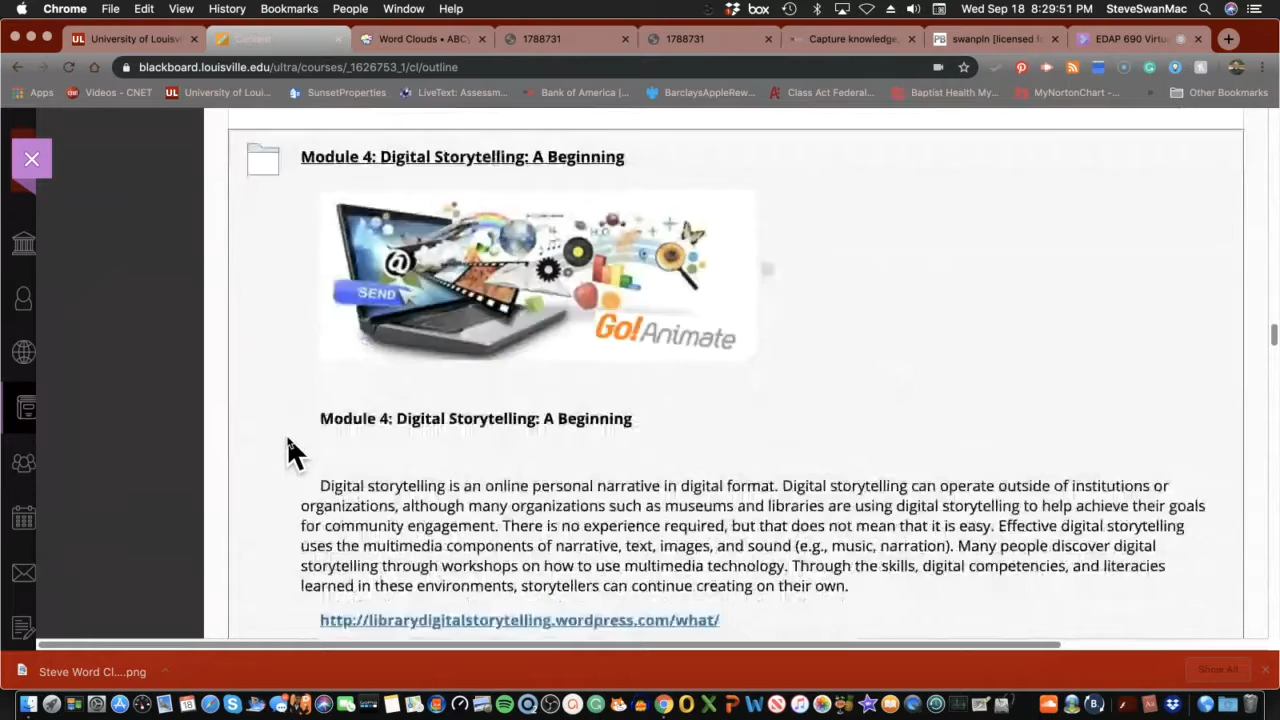 Chrome File Edit View History Bookmarks People Window Help box Wed Sep 18 8:29:51 PM SteveSwanMac
UL University of Louisvi Content Word Clouds • ABCy 1788731 1788731 Capture knowledge, PB swanpln [licensed f EDAP 690 Virtu
blackboard.louisville.edu/ultra/courses/_1626753_1/cl/outline
Apps Videos - CNET UL University of Loui... SunsetProperties LiveText: Assessm... Bank of America |... BarclaysAppleRew... Class Act Federal... Baptist Health My... MyNortonChart -... » Other Bookmarks
Module 4: Digital Storytelling: A Beginning
@
SEND
Go!Animate
Module 4: Digital Storytelling: A Beginning
Digital storytelling is an online personal narrative in digital format. Digital storytelling can operate outside of institutions or
organizations, although many organizations such as museums and libraries are using digital storytelling to help achieve their goals
for community engagement. There is no experience required, but that does not mean that it is easy. Effective digital storytelling
uses the multimedia components of narrative, text, images, and sound (e.g., music, narration). Many people discover digital
storytelling through workshops on how to use multimedia technology. Through the skills, digital competencies, and literacies
learned in these environments, storytellers can continue creating on their own.
http://librarydigitalstorytelling.wordpress.com/what/
Steve Word Cl....png Show All